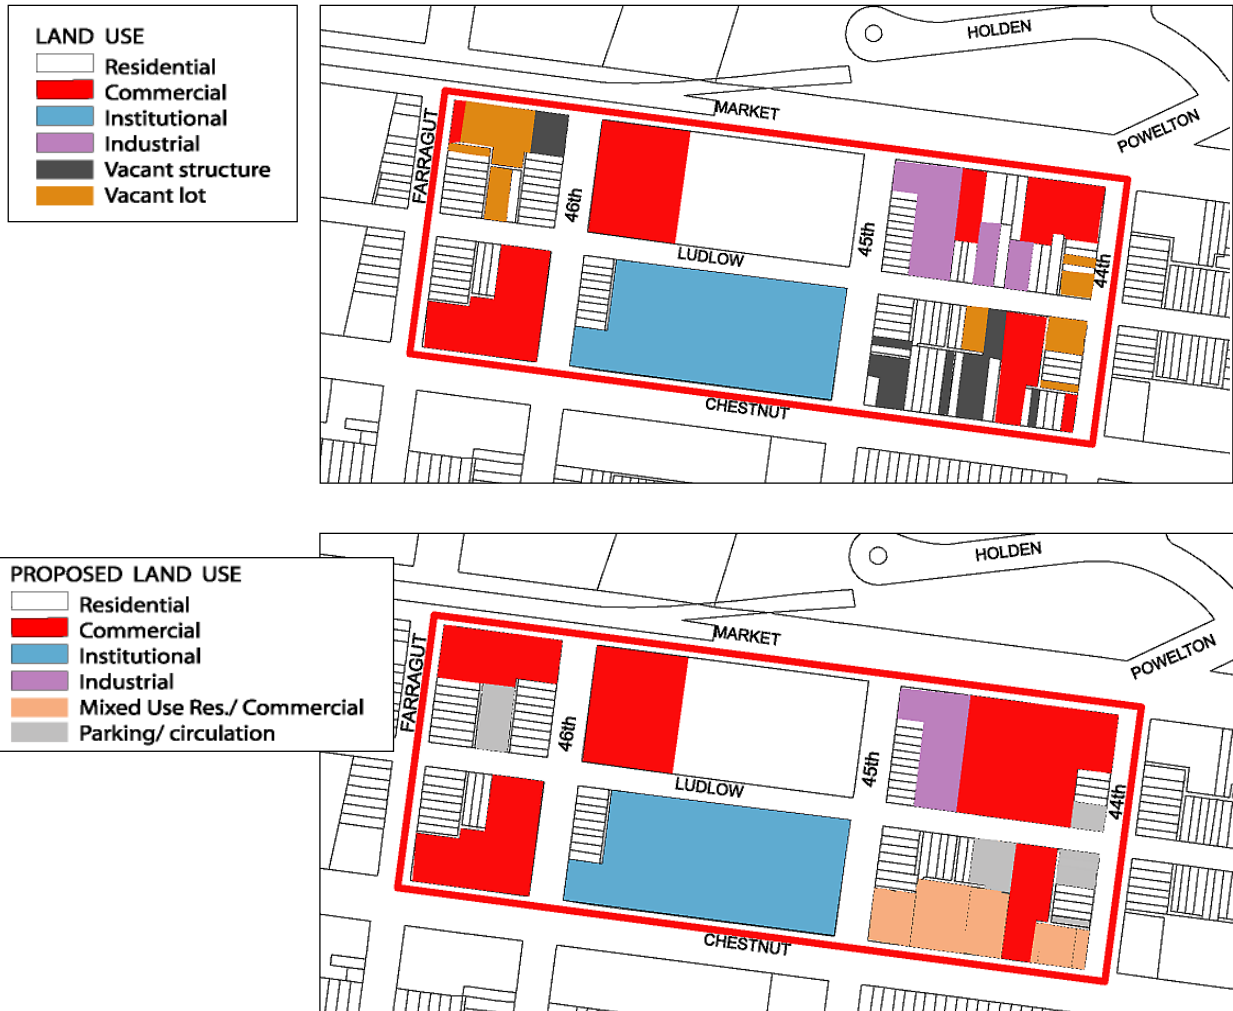 LAND USE
Residential
Commercial
Institutional
Industrial
Vacant structure
Vacant lot
HOLDEN
MARKET
POWELTON
FARRAGUT
46th
45th
LUDLOW
44th
CHESTNUT
PROPOSED LAND USE
Residential
Commercial
Institutional
Industrial
Mixed Use Res./ Commercial
Parking/ circulation
HOLDEN
MARKET
POWELTON
FARRAGUT
46th
45th
LUDLOW
44th
CHESTNUT